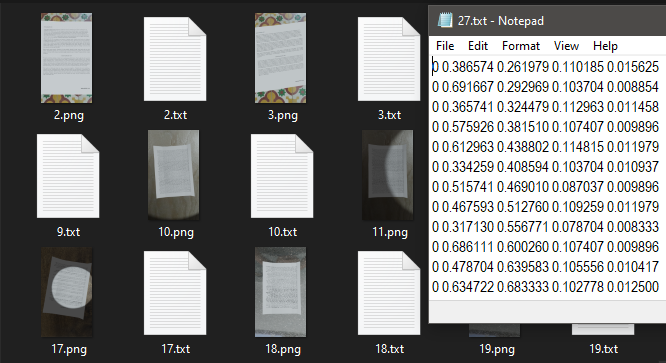 2.png
2.txt
3.png
3.txt
9.txt
10.png
10.txt
11.png
17.png
17.txt
18.png
18.txt
19.png
19.txt
27.txt - Notepad
File Edit Format View Help
0 0.386574 0.261979 0.110185 0.015625
0 0.691667 0.292969 0.103704 0.008854
0 0.365741 0.324479 0.112963 0.011458
0 0.575926 0.381510 0.107407 0.009896
0 0.612963 0.438802 0.114815 0.011979
0 0.334259 0.408594 0.103704 0.010937
0 0.515741 0.469010 0.087037 0.009896
0 0.467593 0.512760 0.109259 0.011979
0 0.317130 0.556771 0.078704 0.008333
0 0.686111 0.600260 0.107407 0.009896
0 0.478704 0.639583 0.105556 0.010417
0 0.634722 0.683333 0.102778 0.012500